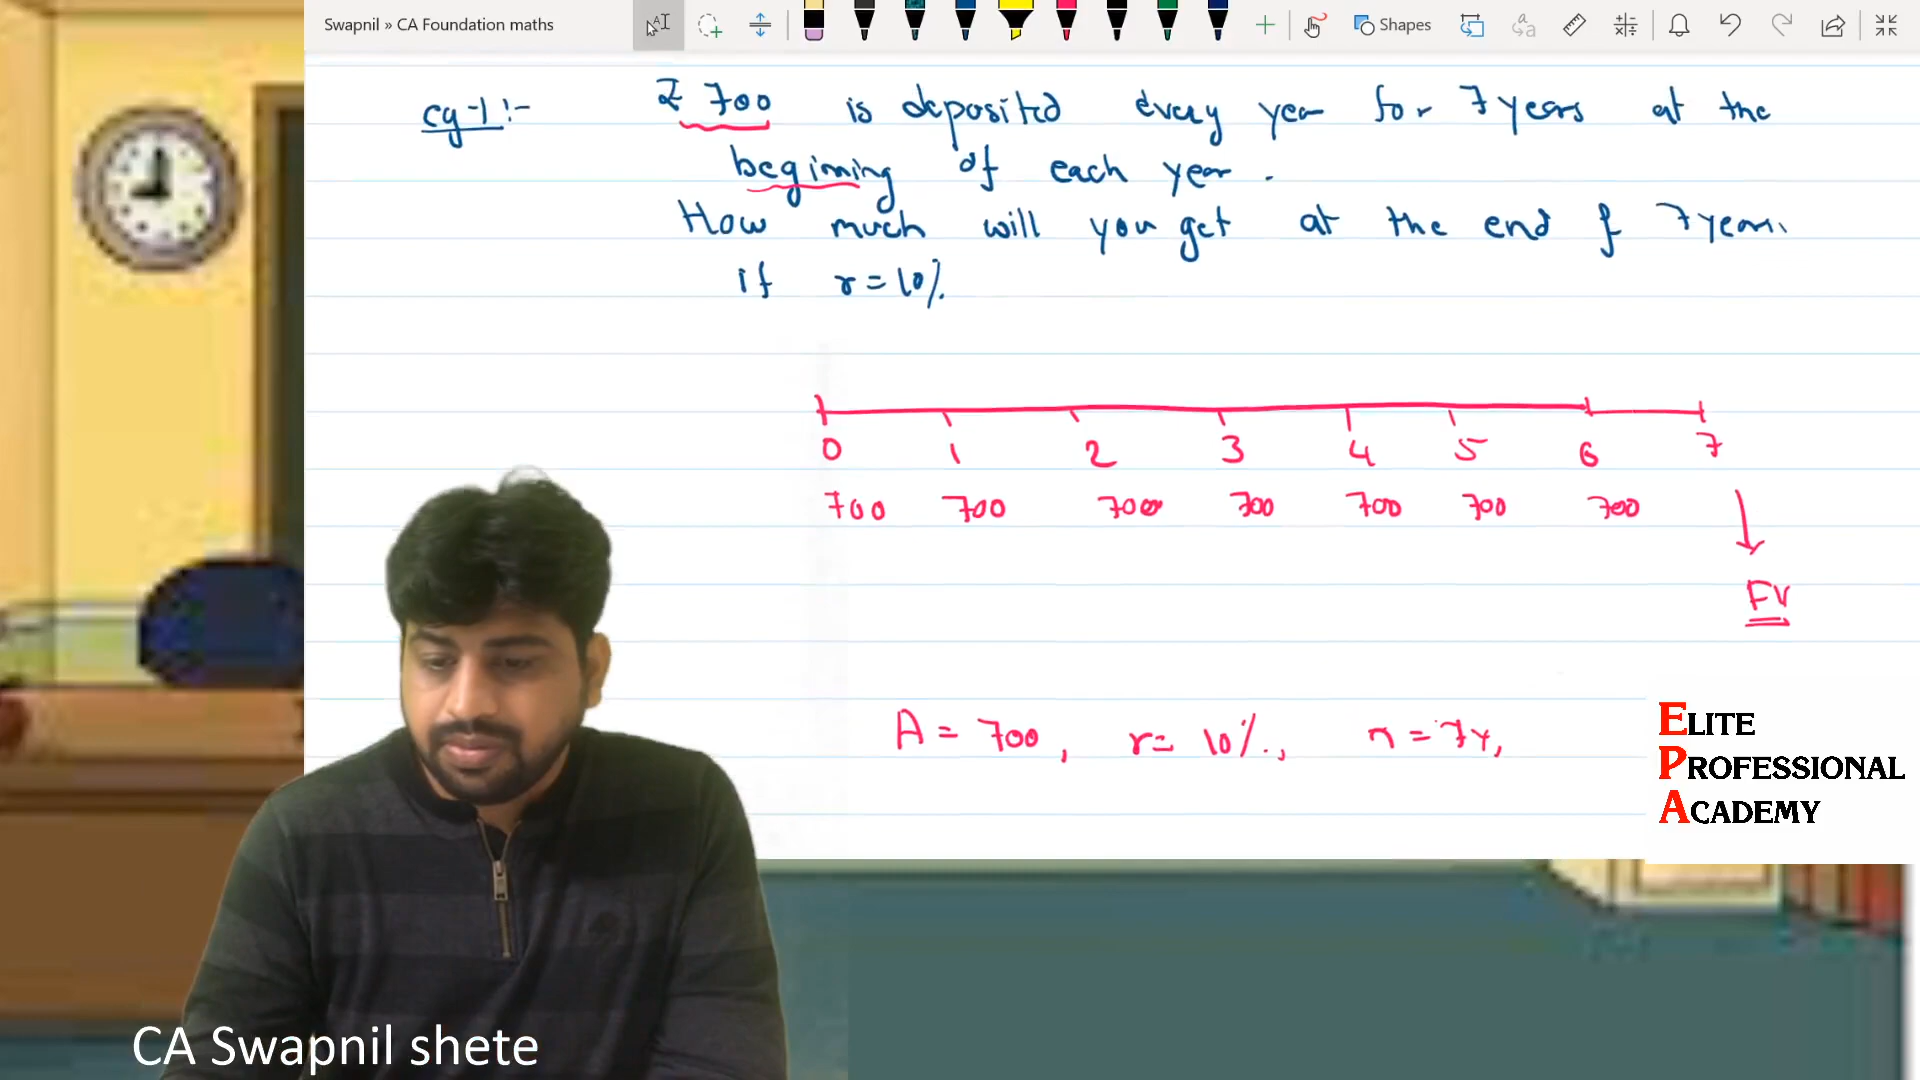 Swapnil » CA Foundation maths
Shapes
eg-1:-
₹ 700 is deposited every year for 7 years at the
beginning of each year.
How much will you get at the end of 7 years.
If r = 10%
0 1 2 3 4 5 6 7
700 700 700 700 700 700 700
FV
A = 700, r = 10%., n = 7y,
ELITE
PROFESSIONAL
ACADEMY
CA Swapnil shete